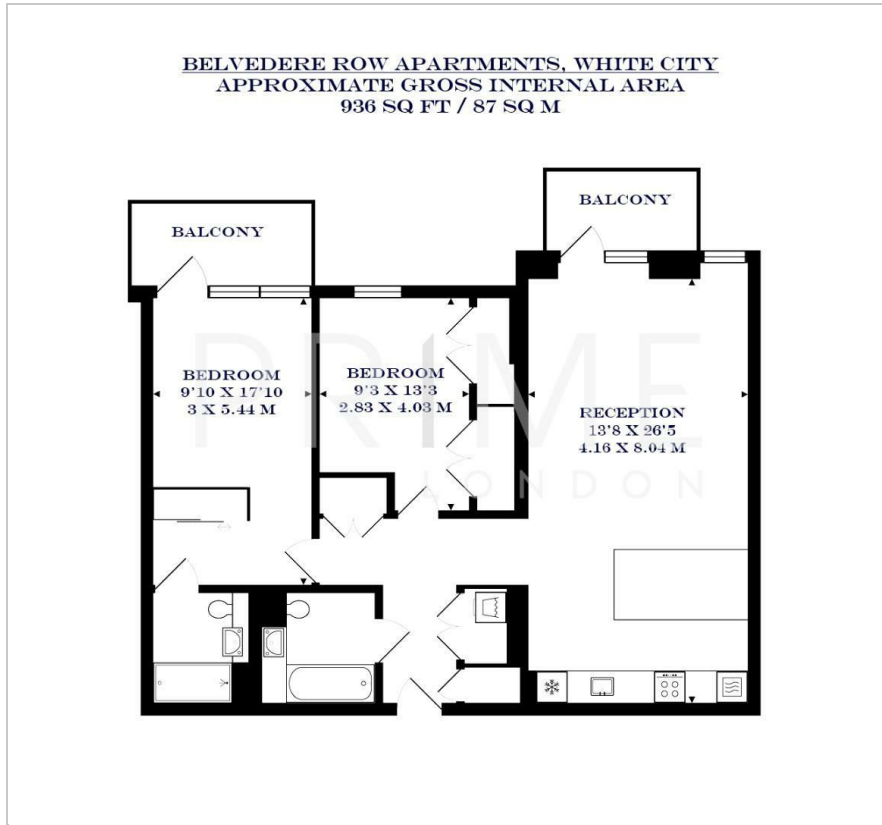 BELVEDERE ROW APARTMENTS, WHITE CITY
APPROXIMATE GROSS INTERNAL AREA
936 SQ FT / 87 SQ M
BALCONY
BALCONY
BEDROOM
9'10 X 17'10
3 X 5.44 M
BEDROOM
9'3 X 13'3
2.83 X 4.03 M
RECEPTION
13'8 X 26'5
4.16 X 8.04 M
PRIME
LONDON